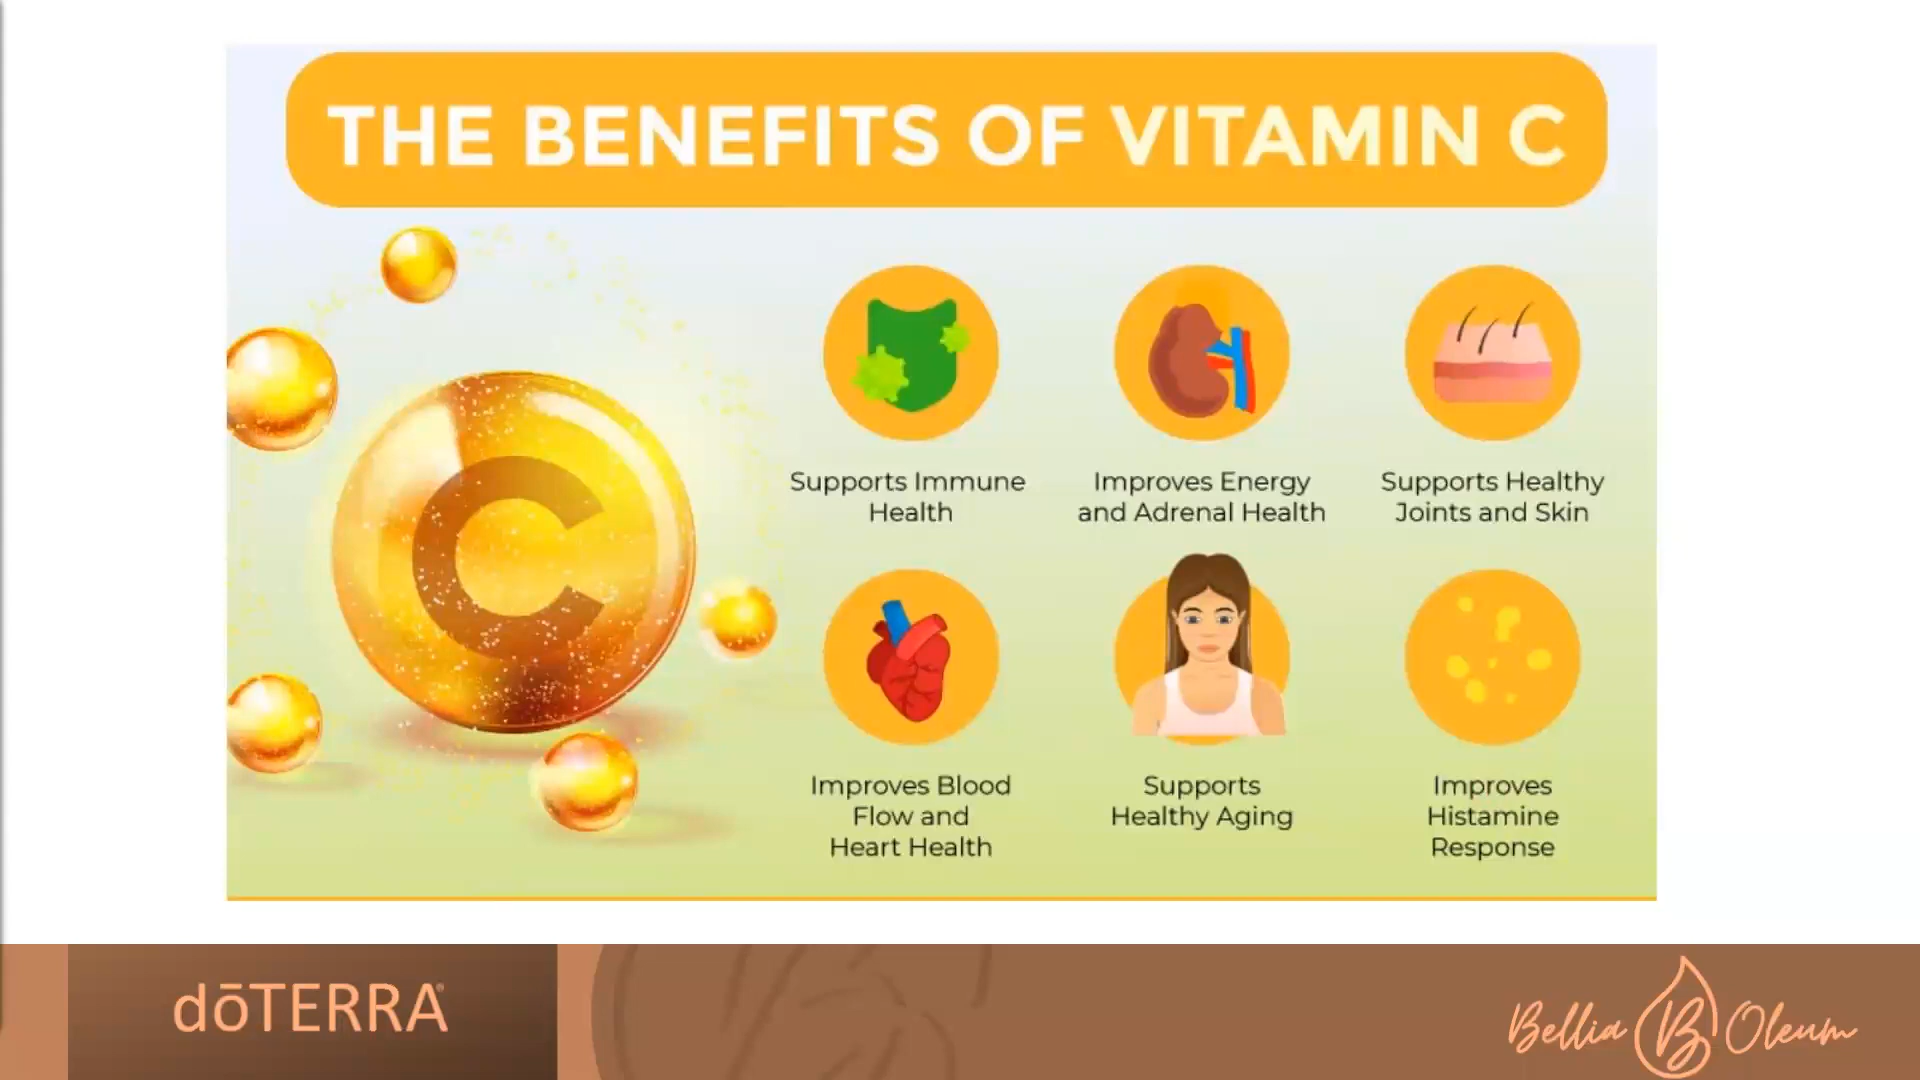 THE BENEFITS OF VITAMIN C
C
Supports Immune
Health
Improves Energy
and Adrenal Health
Supports Healthy
Joints and Skin
Improves Blood
Flow and
Heart Health
Supports
Healthy Aging
Improves
Histamine
Response
dōTERRA®
Bellia B Oleum